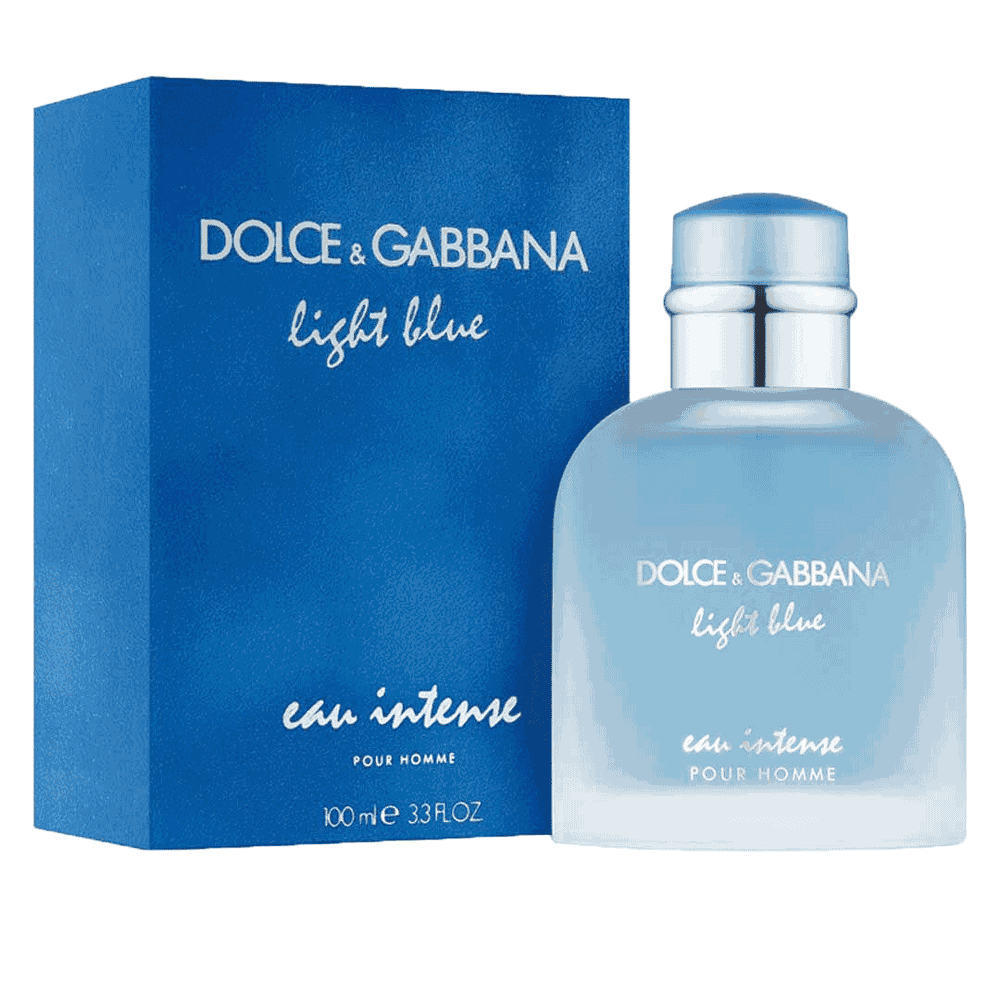 DOLCE & GABBANA
light blue
eau intense
POUR HOMME
100 ml e 3.3 FL.OZ
DOLCE & GABBANA
light blue
eau intense
POUR HOMME